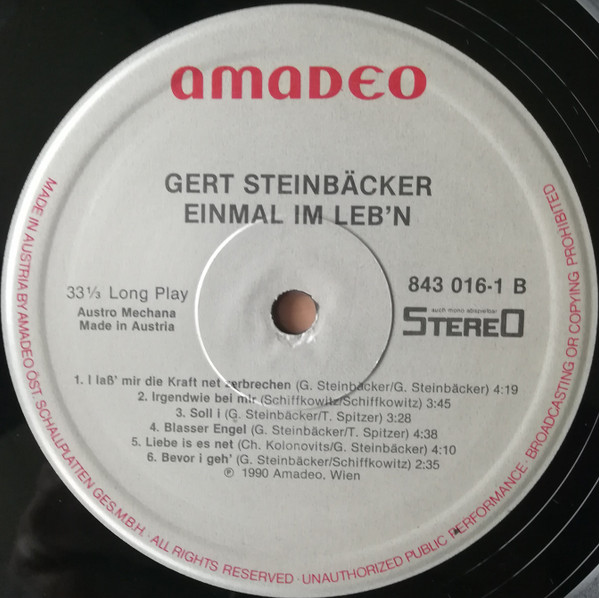 amadeo
GERT STEINBÄCKER
EINMAL IM LEB'N
33⅓ Long Play
Austro Mechana
Made in Austria
843 016-1 B
auch mono abspielbar
STEREO
1. I laß' mir die Kraft net zerbrechen (G. Steinbäcker/G. Steinbäcker) 4:19
2. Irgendwie bei mir (Schiffkowitz/Schiffkowitz) 3:45
3. Soll i (G. Steinbäcker/T. Spitzer) 3:28
4. Blasser Engel (G. Steinbäcker/T. Spitzer) 4:38
5. Liebe is es net (Ch. Kolonovits/G. Steinbäcker) 4:10
6. Bevor i geh' (G. Steinbäcker/Schiffkowitz) 2:35
℗ 1990 Amadeo, Wien
MADE IN AUSTRIA BY AMADEO ÖST. SCHALLPLATTEN GES.M.B.H. · ALL RIGHTS RESERVED · UNAUTHORIZED PUBLIC PERFORMANCE · BROADCASTING OR COPYING PROHIBITED